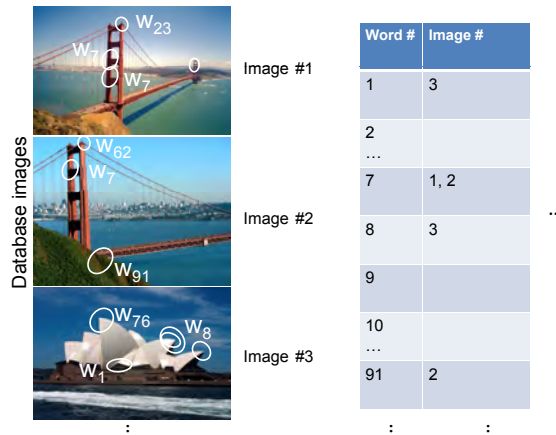 Database images
w23
w7
w7
Image #1
w62
w7
w91
Image #2
w76
w8
w1
Image #3
⋮
Word # Image #
1 3
2
...
7 1, 2
8 3
9
10
...
91 2
⋮ ⋮
..